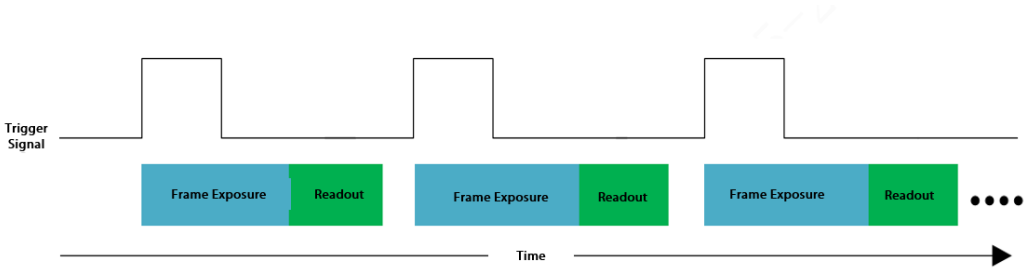 Trigger
Signal
Frame Exposure
Readout
Frame Exposure
Readout
Frame Exposure
Readout
Time